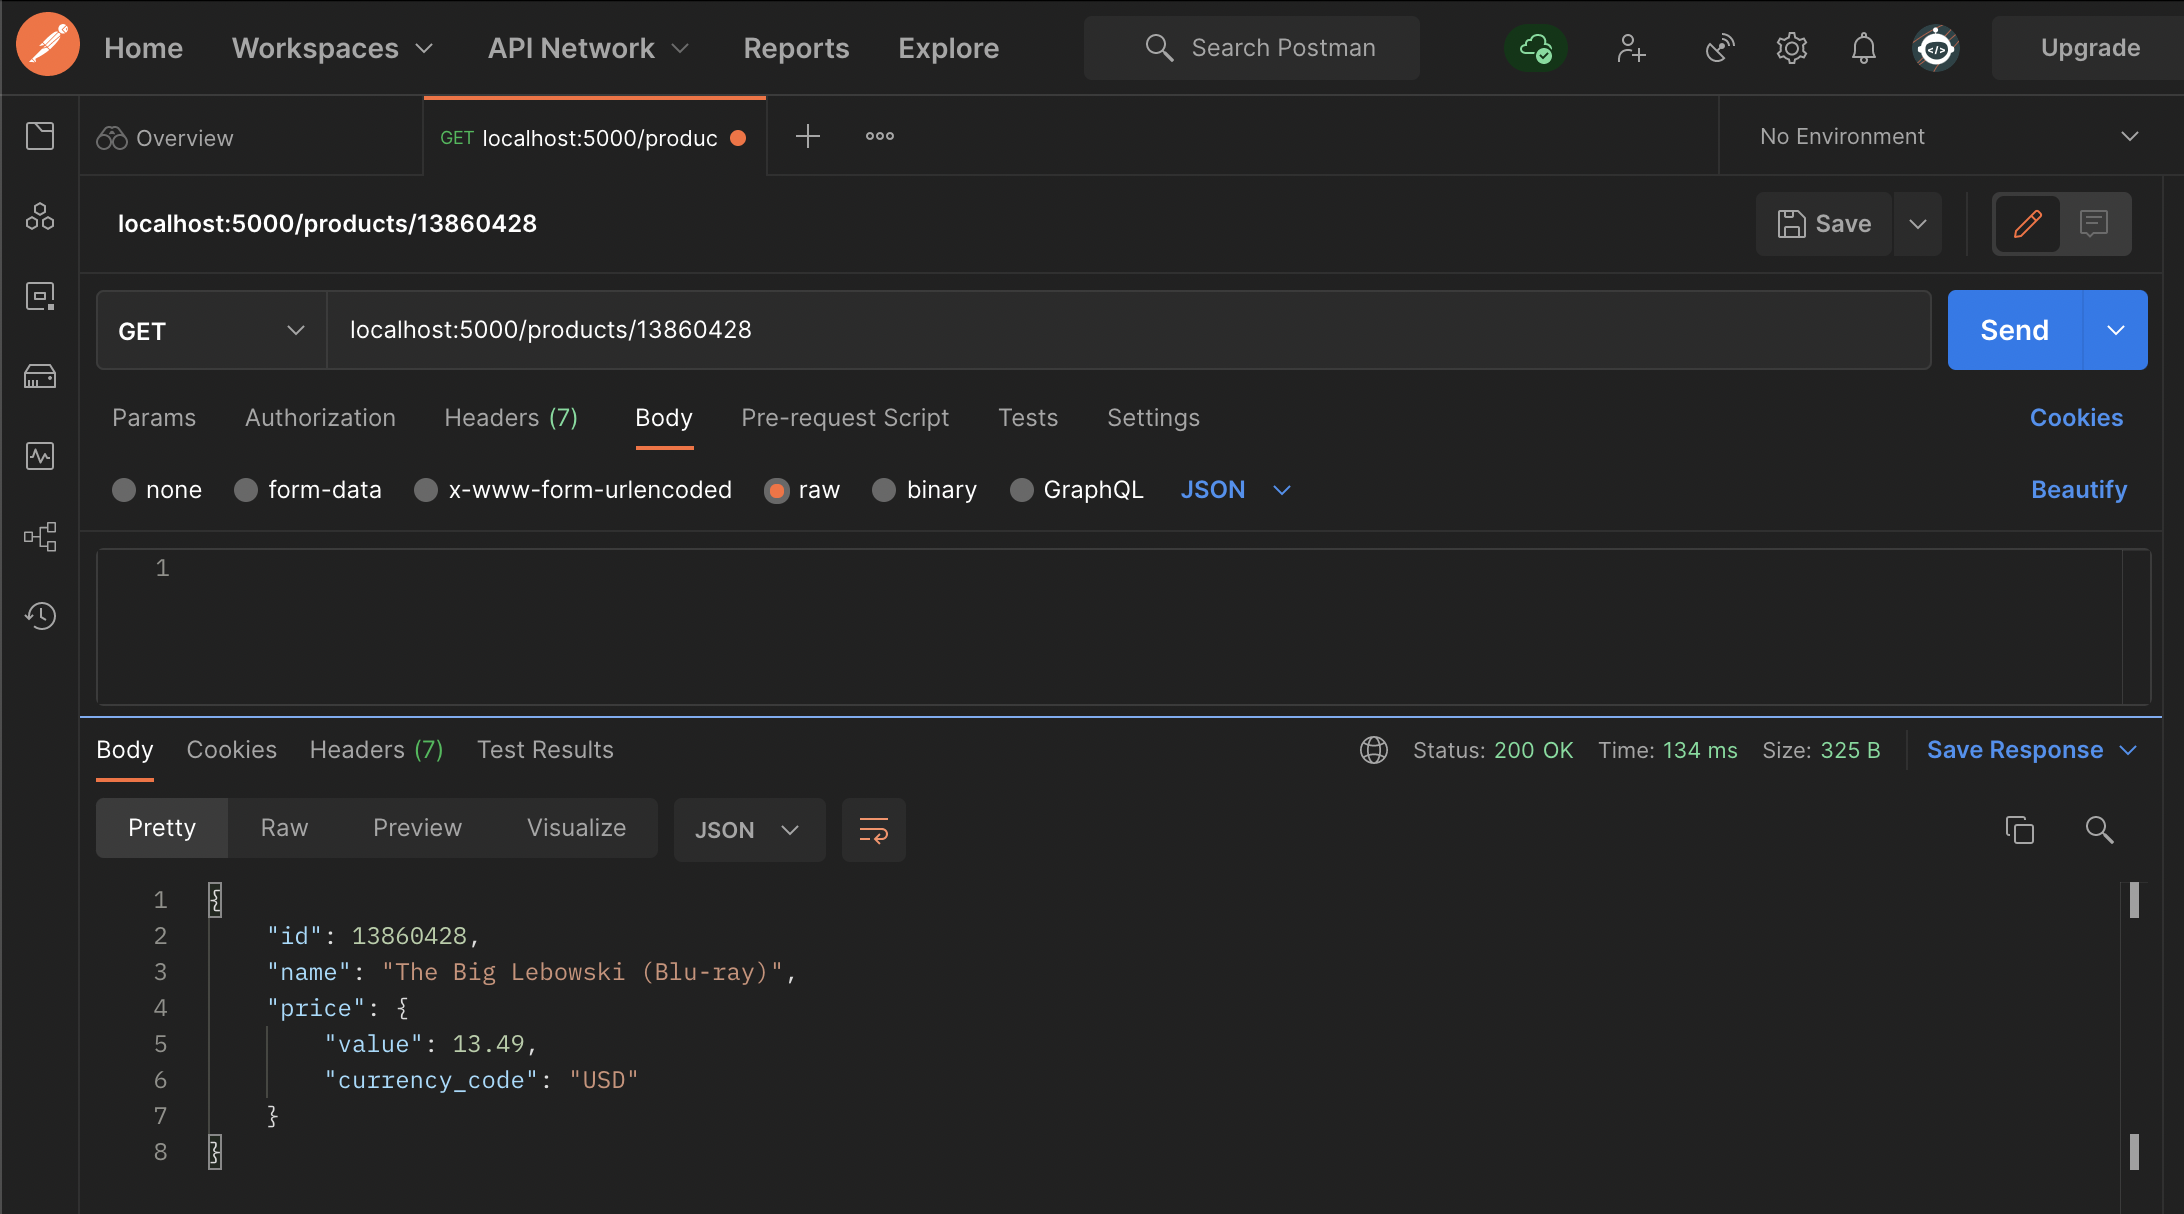 Home Workspaces API Network Reports Explore Search Postman Upgrade
Overview GET localhost:5000/produc No Environment
localhost:5000/products/13860428 Save
GET localhost:5000/products/13860428 Send
Params Authorization Headers (7) Body Pre-request Script Tests Settings Cookies
none form-data x-www-form-urlencoded raw binary GraphQL JSON Beautify
1
Body Cookies Headers (7) Test Results Status: 200 OK Time: 134 ms Size: 325 B Save Response
Pretty Raw Preview Visualize JSON
1 {
2 "id": 13860428,
3 "name": "The Big Lebowski (Blu-ray)",
4 "price": {
5 "value": 13.49,
6 "currency_code": "USD"
7 }
8 }